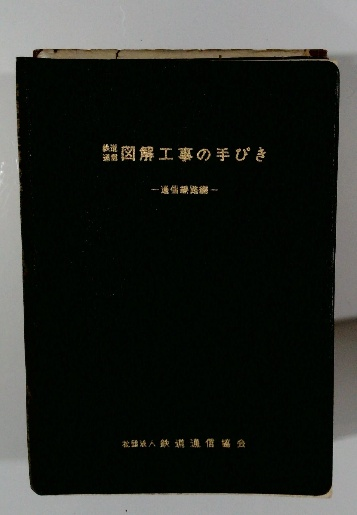 鉄道通信 図解工事の手びき
―通信線路編―
社団法人 鉄道通信協会